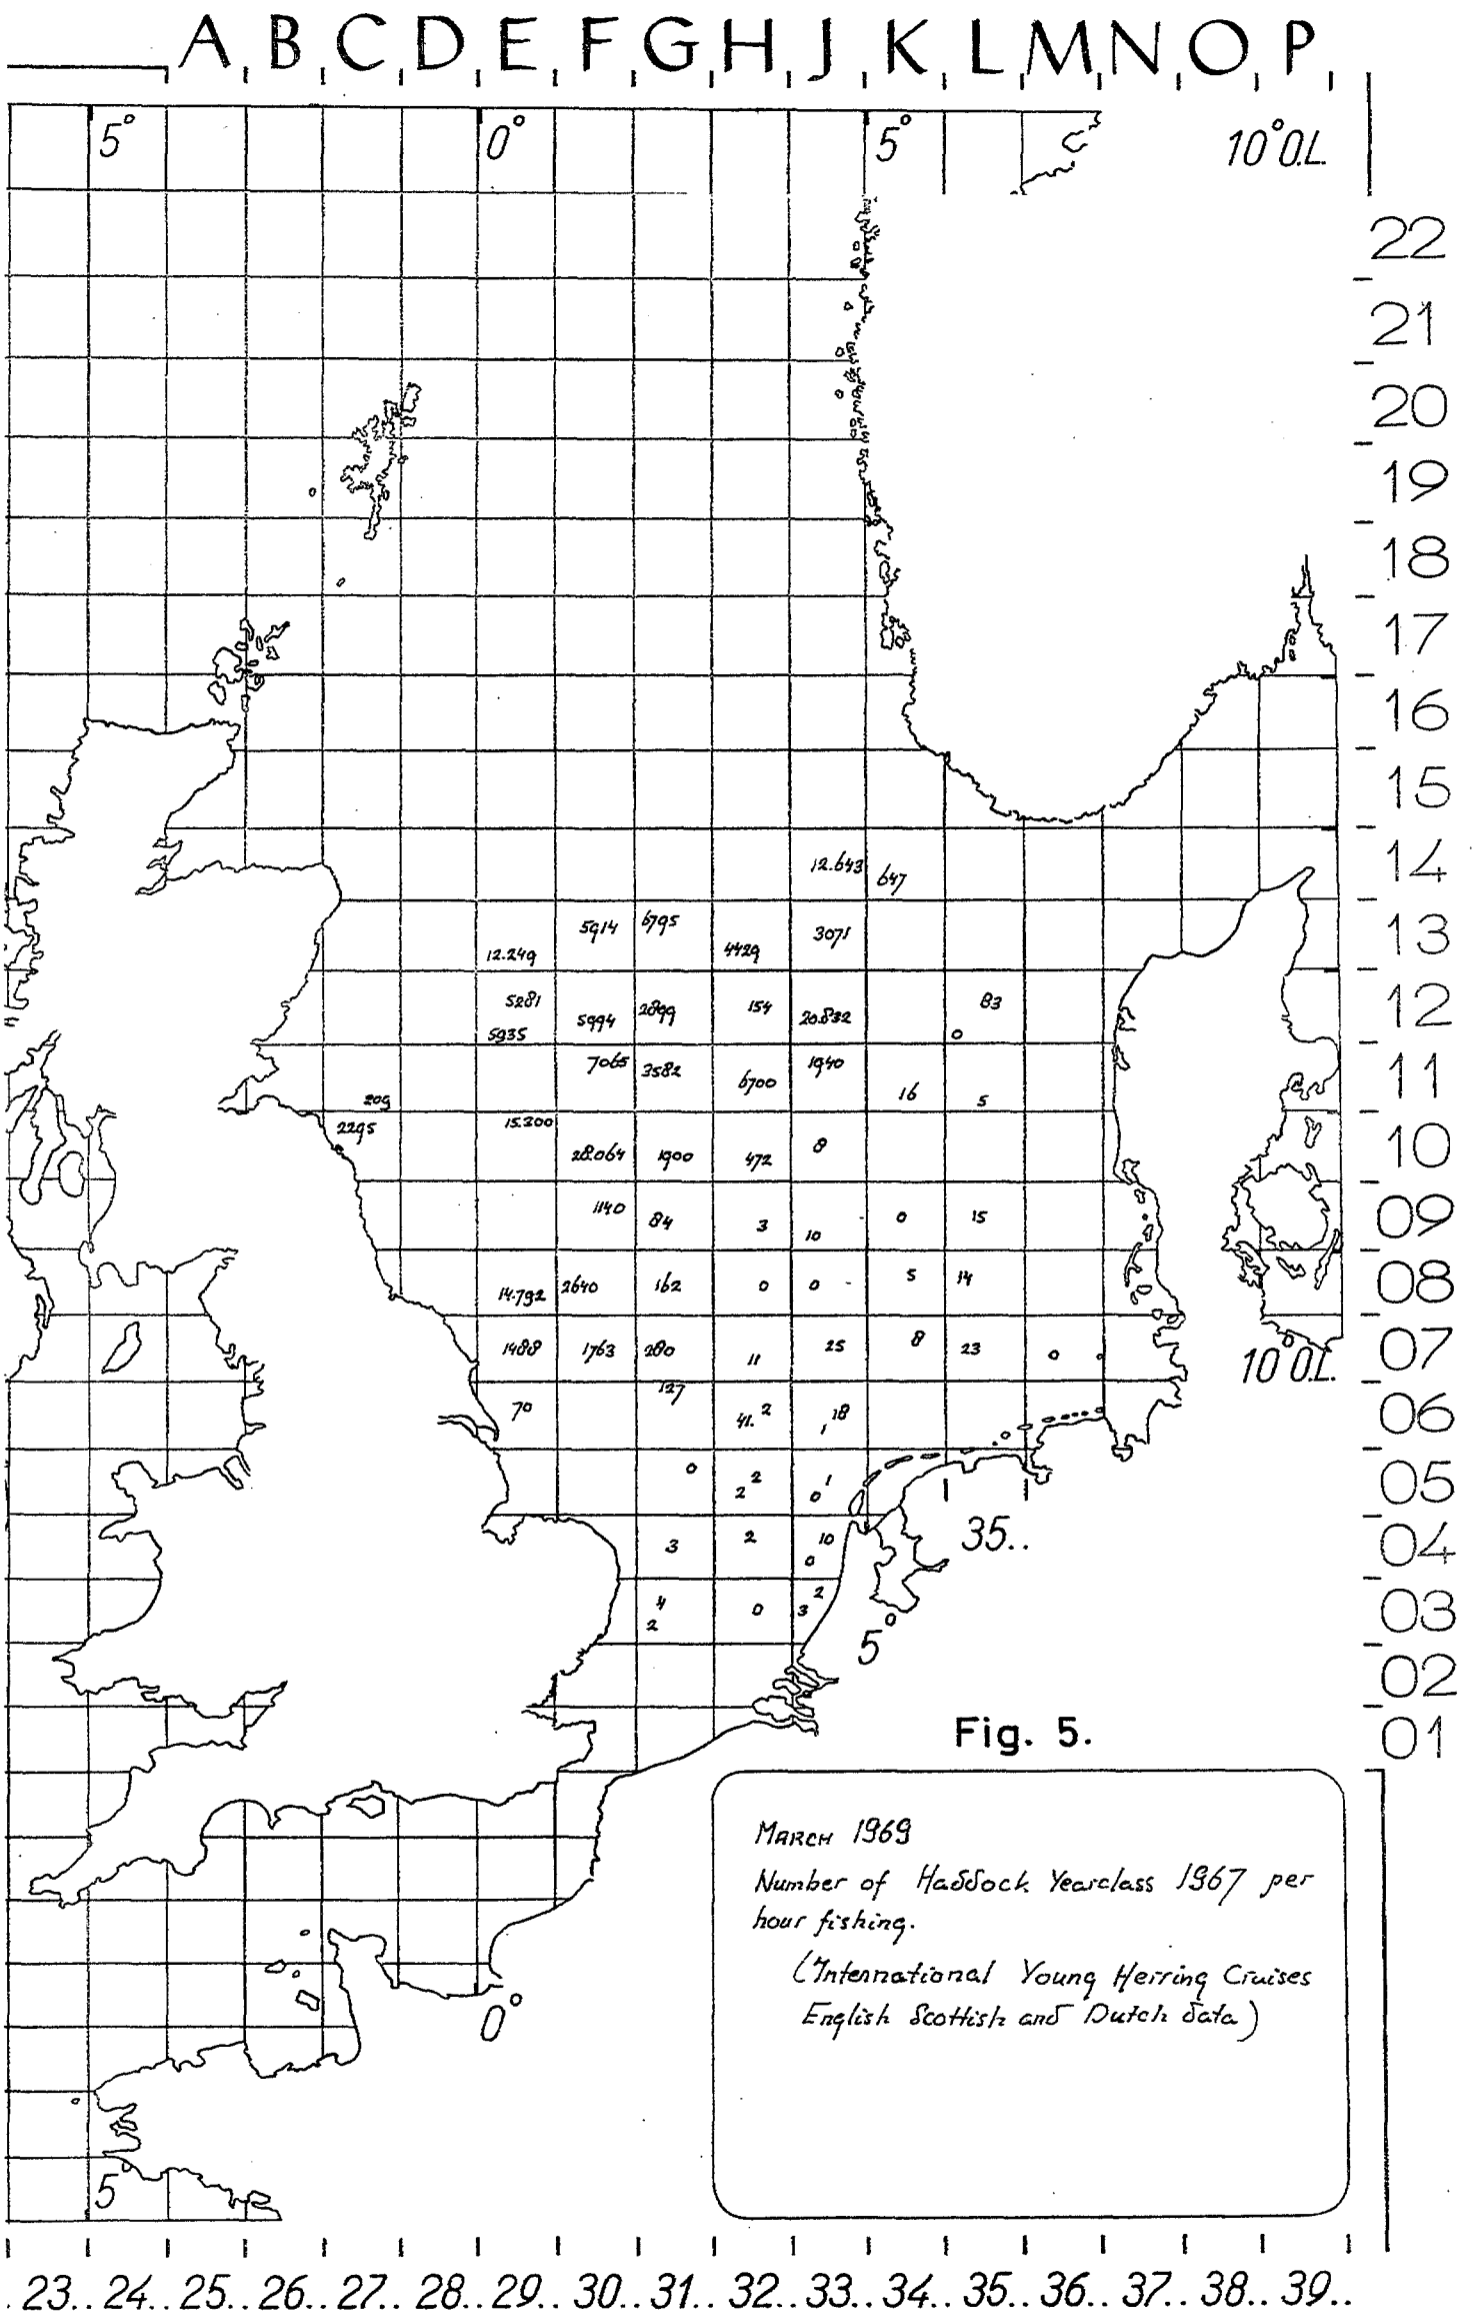 A B C D E F G H J K L M N O P
5° 0° 5° 10° O.L.
22
21
20
19
18
17
16
15
12.643 647 14
5914 6795 3071 13
12.249 4429
5281 2899 154 83 12
5994 20.832
5935 0
7065 3582 1940 11
6700 16
209 5
2295 15.300
28.064 1900 472 8 10
1140 84 3 10 0 15 09
14.792 2640 162 0 0 5 14 08
1488 1763 280 11 25 8 23 0 0 07
10° O.L.
127
70 41. 2 18 06
1
0 2 1 05
2 0
35..
3 2 10 04
0
4 0 2 03
2 3
5°
02
Fig. 5. 01
MARCH 1969
Number of Haddock Yearclass 1967 per
hour fishing.
(International Young Herring Cruises
English Scottish and Dutch data)
0°
5°
23.. 24.. 25.. 26.. 27.. 28.. 29.. 30.. 31.. 32.. 33.. 34.. 35.. 36.. 37.. 38.. 39..